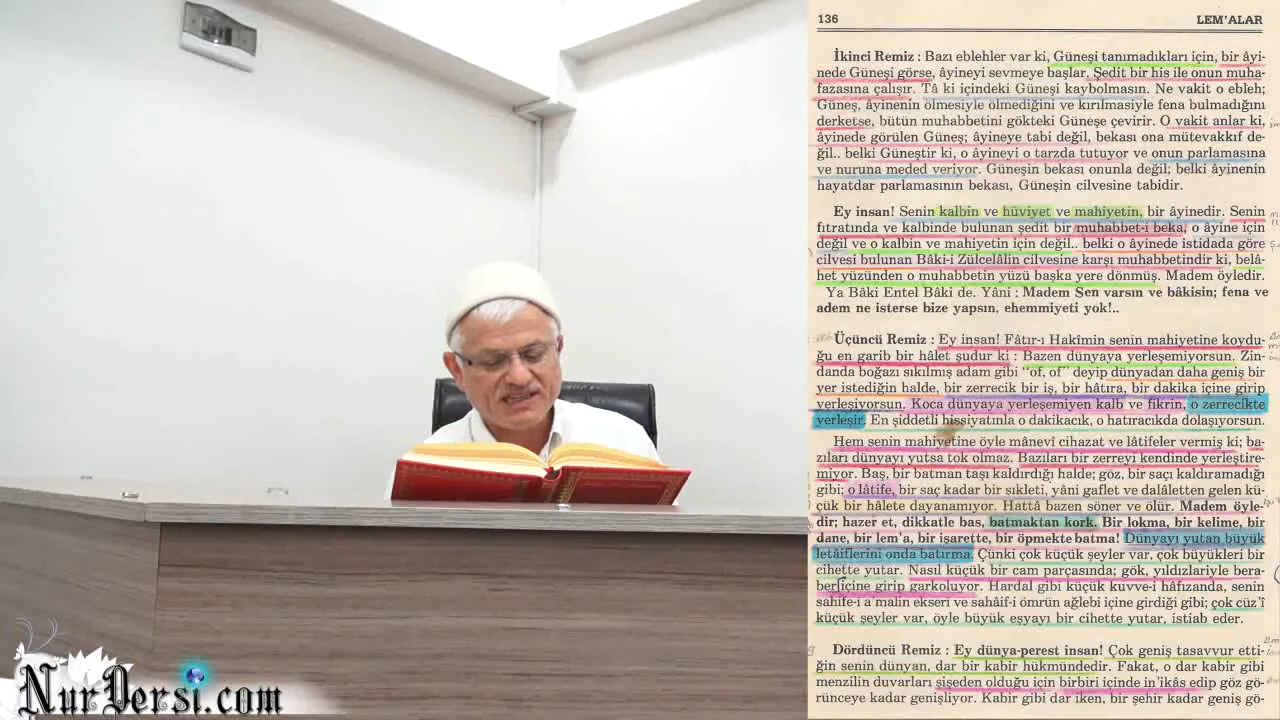 136
LEM'ALAR
İkinci Remiz : Bazı eblehler var ki, Güneşi tanımadıkları için, bir âyi-
nede Güneşi görse, âyineyi sevmeye başlar. Şedit bir his ile onun muha-
fazasına çalışır. Tâ ki içindeki Güneşi kaybolmasın. Ne vakit o ebleh;
Güneş, âyinenin ölmesiyle ölmediğini ve kırılmasiyle fena bulmadığını
derketse, bütün muhabbetini gökteki Güneşe çevirir. O vakit anlar ki,
âyinede görülen Güneş; âyineye tabi değil, bekası ona mütevakkıf de-
ğil.. belki Güneştir ki, o âyineyi o tarzda tutuyor ve onun parlamasına
ve nuruna meded veriyor. Güneşin bekası onunla değil; belki âyinenin
hayatdar parlamasının bekası, Güneşin cilvesine tabidir.
Ey insan! Senin kalbin ve hüviyet ve mahiyetin, bir âyinedir. Senin
fıtratında ve kalbinde bulunan şedit bir muhabbet-i beka, o âyine için
değil ve o kalbin ve mahiyetin için değil.. belki o âyinede istidada göre
cilvesi bulunan Bâki-i Zülcelâlin cilvesine karşı muhabbetindir ki, belâ-
het yüzünden o muhabbetin yüzü başka yere dönmüş. Madem öyledir.
Ya Bâki Entel Bâki de. Yâni : Madem Sen varsın ve bâkisin; fena ve
adem ne isterse bize yapsın, ehemmiyeti yok!..
Üçüncü Remiz : Ey insan! Fâtır-ı Hakîmin senin mahiyetine koydu-
ğu en garib bir hâlet şudur ki : Bazen dünyaya yerleşemiyorsun. Zin-
danda boğazı sıkılmış adam gibi "of, of" deyip dünyadan daha geniş bir
yer istediğin halde, bir zerrecik bir iş, bir hâtıra, bir dakika içine girip
yerleşiyorsun. Koca dünyaya yerleşemiyen kalb ve fikrin, o zerrecikte
yerleşir. En şiddetli hissiyatınla o dakikacık, o hatıracıkda dolaşıyorsun.
Hem senin mahiyetine öyle mânevî cihazat ve lâtifeler vermiş ki; ba-
zıları dünyayı yutsa tok olmaz. Bazıları bir zerreyi kendinde yerleştire-
miyor. Baş, bir batman taşı kaldırdığı halde; göz, bir saçı kaldıramadığı
gibi; o lâtife, bir saç kadar bir sıkleti, yâni gaflet ve dalâletten gelen kü-
çük bir hâlete dayanamıyor. Hattâ bazen söner ve ölür. Madem öyle-
dir; hazer et, dikkatle bas, batmaktan kork. Bir lokma, bir kelime, bir
dane, bir lem'a, bir işarette, bir öpmekte batma! Dünyayı yutan büyük
letâiflerini onda batırma. Çünki çok küçük şeyler var, çok büyükleri bir
cihette yutar. Nasıl küçük bir cam parçasında; gök, yıldızlariyle bera-
ber içine girip garkoluyor. Hardal gibi küçük kuvve-i hâfızanda, senin
sahife-i a'malin ekseri ve sahâif-i ömrün ağlebi içine girdiği gibi; çok cüz'î
küçük şeyler var, öyle büyük eşyayı bir cihette yutar, istiab eder.
Dördüncü Remiz : Ey dünya-perest insan! Çok geniş tasavvur etti-
ğin senin dünyan, dar bir kabir hükmündedir. Fakat, o dar kabir gibi
menzilin duvarları şişeden olduğu için birbiri içinde in'ikâs edip göz gö-
rünceye kadar genişliyor. Kabir gibi dar iken, bir şehir kadar geniş gö-
NurDersi.com